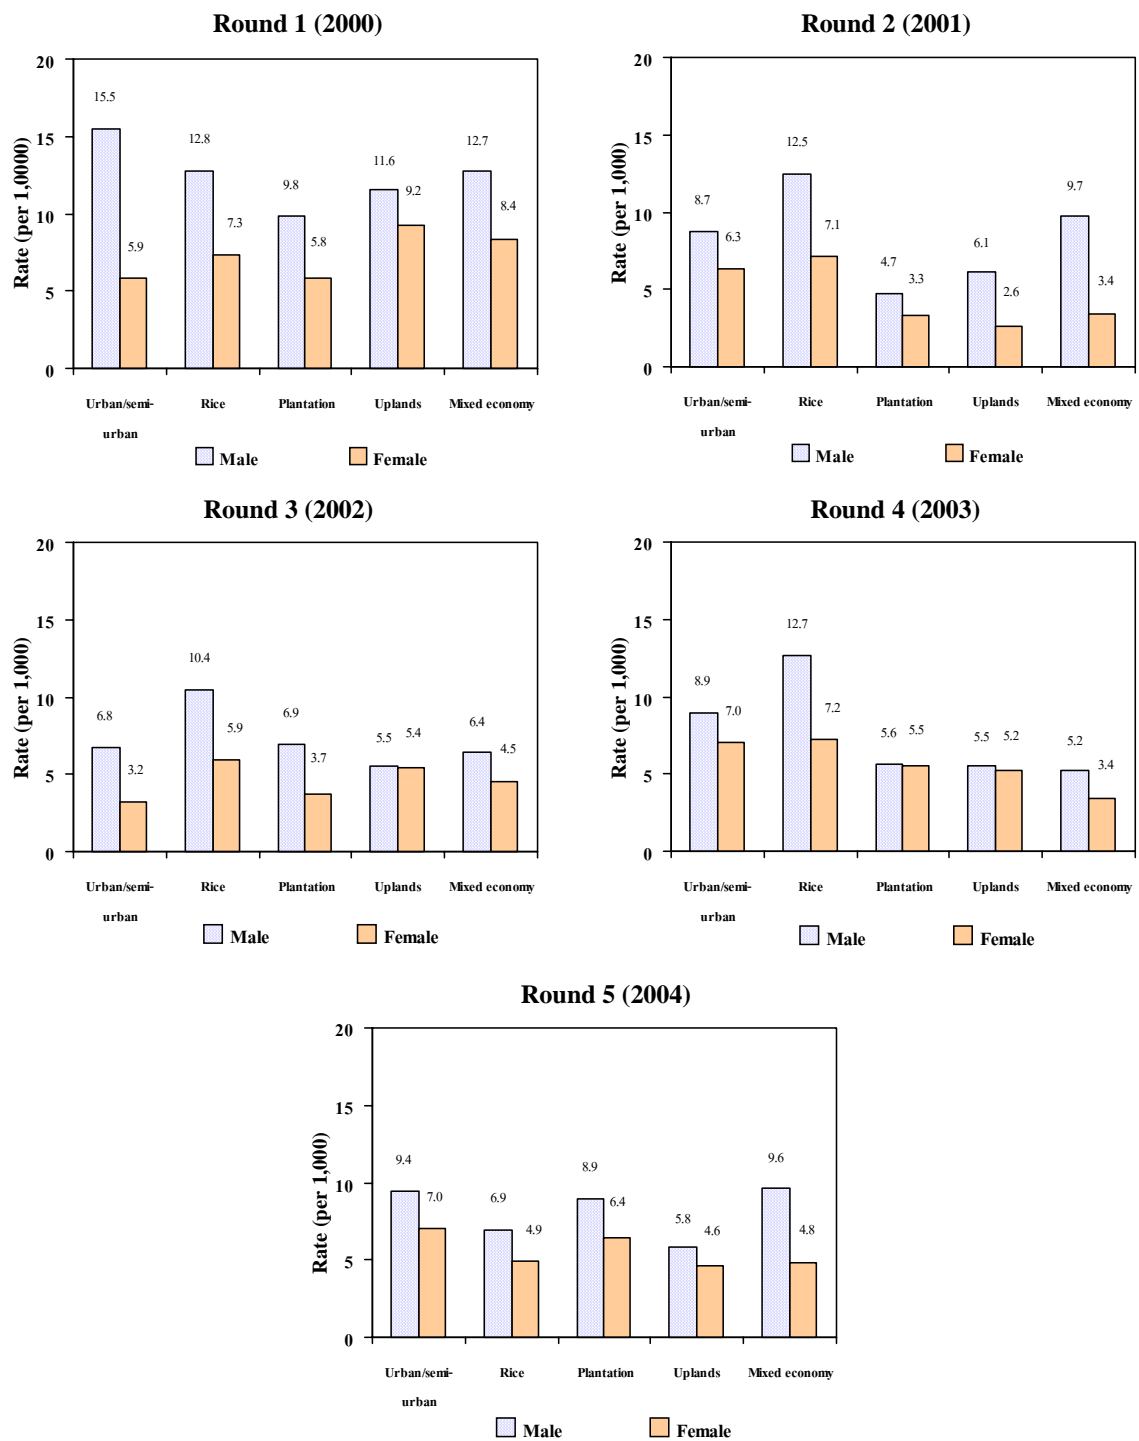 Round 1 (2000)
Rate (per 1,0000)
20
15
10
5
0
15.5
5.9
12.8
7.3
9.8
5.8
11.6
9.2
12.7
8.4
Urban/semi-
urban
Rice
Plantation
Uplands
Mixed economy
Male
Female
Round 2 (2001)
Rate (per 1,0000)
20
15
10
5
0
8.7
6.3
12.5
7.1
4.7
3.3
6.1
2.6
9.7
3.4
Urban/semi-
urban
Rice
Plantation
Uplands
Mixed economy
Male
Female
Round 3 (2002)
Rate (per 1,000)
20
15
10
5
0
6.8
3.2
10.4
5.9
6.9
3.7
5.5
5.4
6.4
4.5
Urban/semi-
urban
Rice
Plantation
Uplands
Mixed economy
Male
Female
Round 4 (2003)
Rate (per 1,000)
20
15
10
5
0
8.9
7.0
12.7
7.2
5.6
5.5
5.5
5.2
5.2
3.4
Urban/semi-
urban
Rice
Plantation
Uplands
Mixed economy
Male
Female
Round 5 (2004)
Rate (per 1,000)
20
15
10
5
0
9.4
7.0
6.9
4.9
8.9
6.4
5.8
4.6
9.6
4.8
Urban/semi-
urban
Rice
Plantation
Uplands
Mixed economy
Male
Female